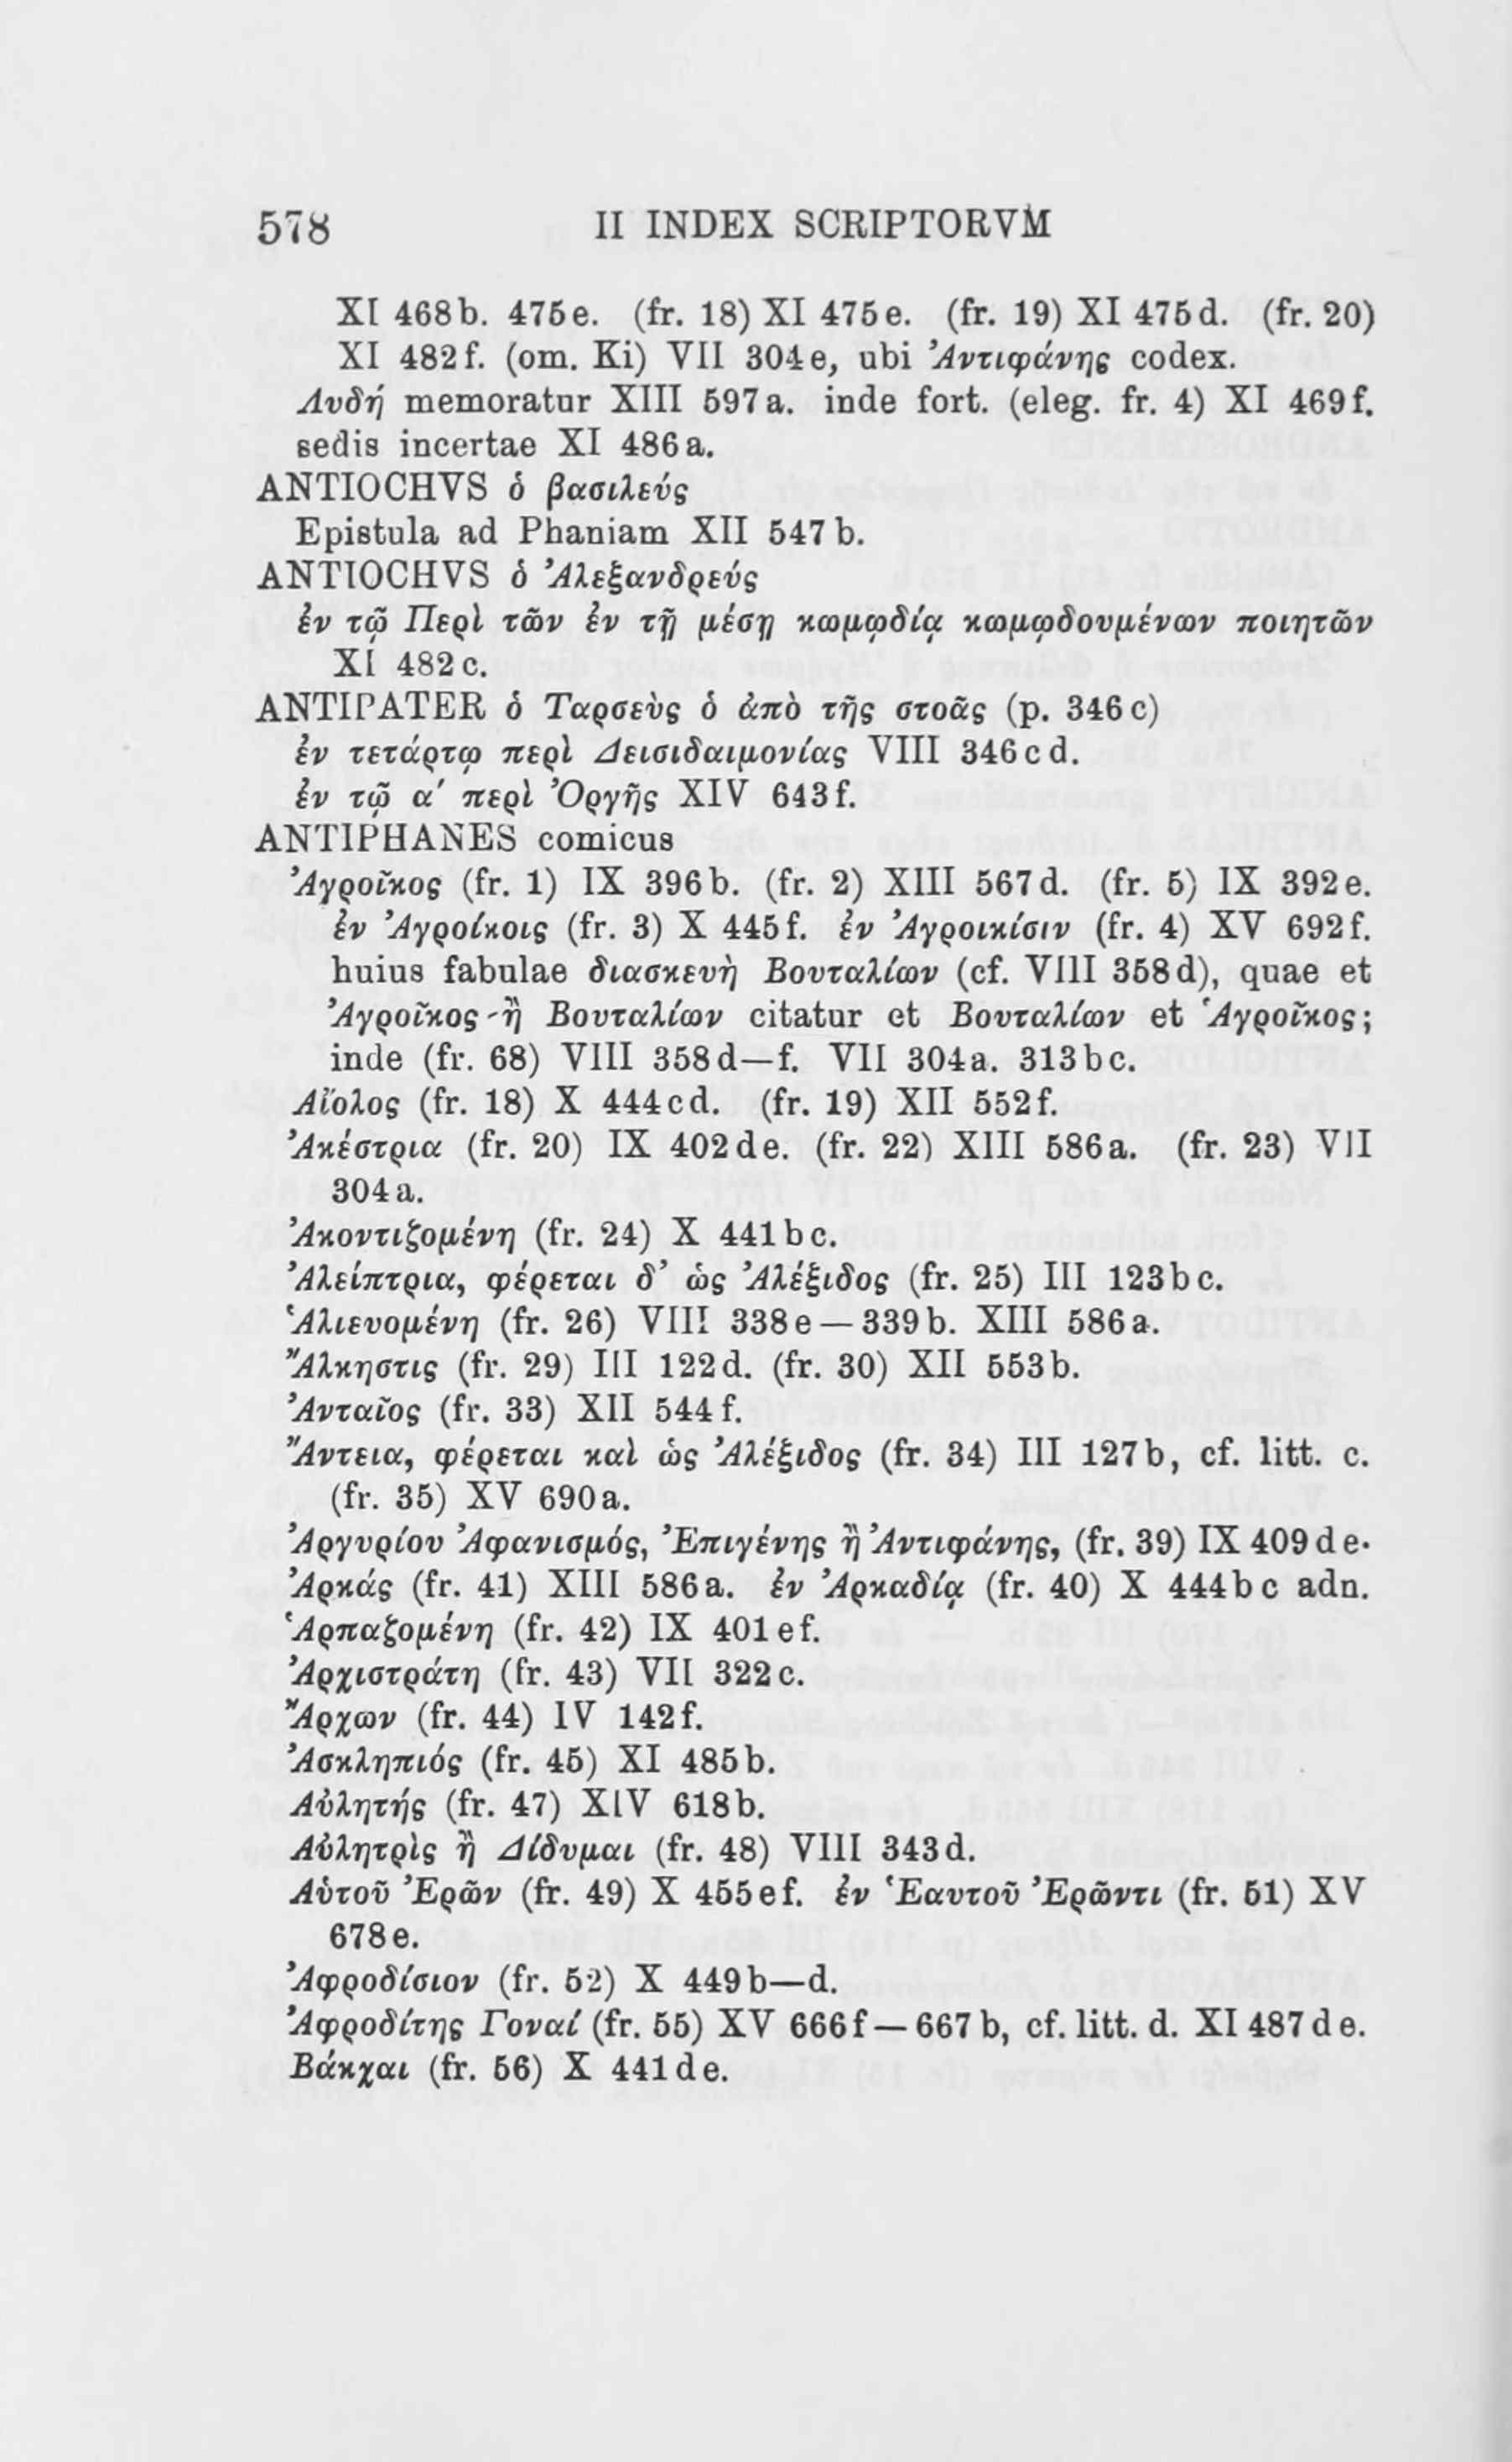 578 II INDEX SCRIPTORVM
XI 468b. 475e. (fr. 18) XI 475e. (fr. 19) XI 475d. (fr. 20)
XI 482f. (om. Ki) VII 304e, ubi Ἀντιφάνης codex.
Λυδή memoratur XIII 597a. inde fort. (eleg. fr. 4) XI 469f.
sedis incertae XI 486a.
ANTIOCHVS ὁ βασιλεύς
Epistula ad Phaniam XII 547b.
ANTIOCHVS ὁ Ἀλεξανδρεύς
ἐν τῷ Περὶ τῶν ἐν τῇ μέσῃ κωμῳδίᾳ κωμῳδουμένων ποιητῶν
XI 482c.
ANTIPATER ὁ Ταρσεὺς ὁ ἀπὸ τῆς στοᾶς (p. 346c)
ἐν τετάρτῳ περὶ Δεισιδαιμονίας VIII 346cd.
ἐν τῷ α′ περὶ Ὀργῆς XIV 643f.
ANTIPHANES comicus
Ἀγροῖκος (fr. 1) IX 396b. (fr. 2) XIII 567d. (fr. 5) IX 392e.
ἐν Ἀγροίκοις (fr. 3) X 445f. ἐν Ἀγροικίσιν (fr. 4) XV 692f.
huius fabulae διασκευὴ Βουταλίων (cf. VIII 358d), quae et
Ἀγροῖκος-ἢ Βουταλίων citatur et Βουταλίων et Ἁγροῖκος;
inde (fr. 68) VIII 358d—f. VII 304a. 313bc.
Αἴολος (fr. 18) X 444cd. (fr. 19) XII 552f.
Ἀκέστρια (fr. 20) IX 402de. (fr. 22) XIII 586a. (fr. 23) VII
304a.
Ἀκοντιζομένη (fr. 24) X 441bc.
Ἀλείπτρια, φέρεται δ’ ὡς Ἀλέξιδος (fr. 25) III 123bc.
Ἁλιευομένη (fr. 26) VIII 338e—339b. XIII 586a.
Ἄλκηστις (fr. 29) III 122d. (fr. 30) XII 553b.
Ἀνταῖος (fr. 33) XII 544f.
Ἄντεια, φέρεται καὶ ὡς Ἀλέξιδος (fr. 34) III 127b, cf. litt. c.
(fr. 35) XV 690a.
Ἀργυρίου Ἀφανισμός, Ἐπιγένης ἢ Ἀντιφάνης, (fr. 39) IX 409de.
Ἀρκάς (fr. 41) XIII 586a. ἐν Ἀρκαδίᾳ (fr. 40) X 444bc adn.
Ἁρπαζομένη (fr. 42) IX 401ef.
Ἀρχιστράτη (fr. 43) VII 322c.
Ἄρχων (fr. 44) IV 142f.
Ἀσκληπιός (fr. 45) XI 485b.
Αὐλητής (fr. 47) XIV 618b.
Αὐλητρὶς ἢ Δίδυμαι (fr. 48) VIII 343d.
Αὑτοῦ Ἐρῶν (fr. 49) X 455ef. ἐν Ἑαυτοῦ Ἐρῶντι (fr. 51) XV
678e.
Ἀφροδίσιον (fr. 52) X 449b—d.
Ἀφροδίτης Γοναί (fr. 55) XV 666f—667b, cf. litt. d. XI 487de.
Βάκχαι (fr. 56) X 441de.